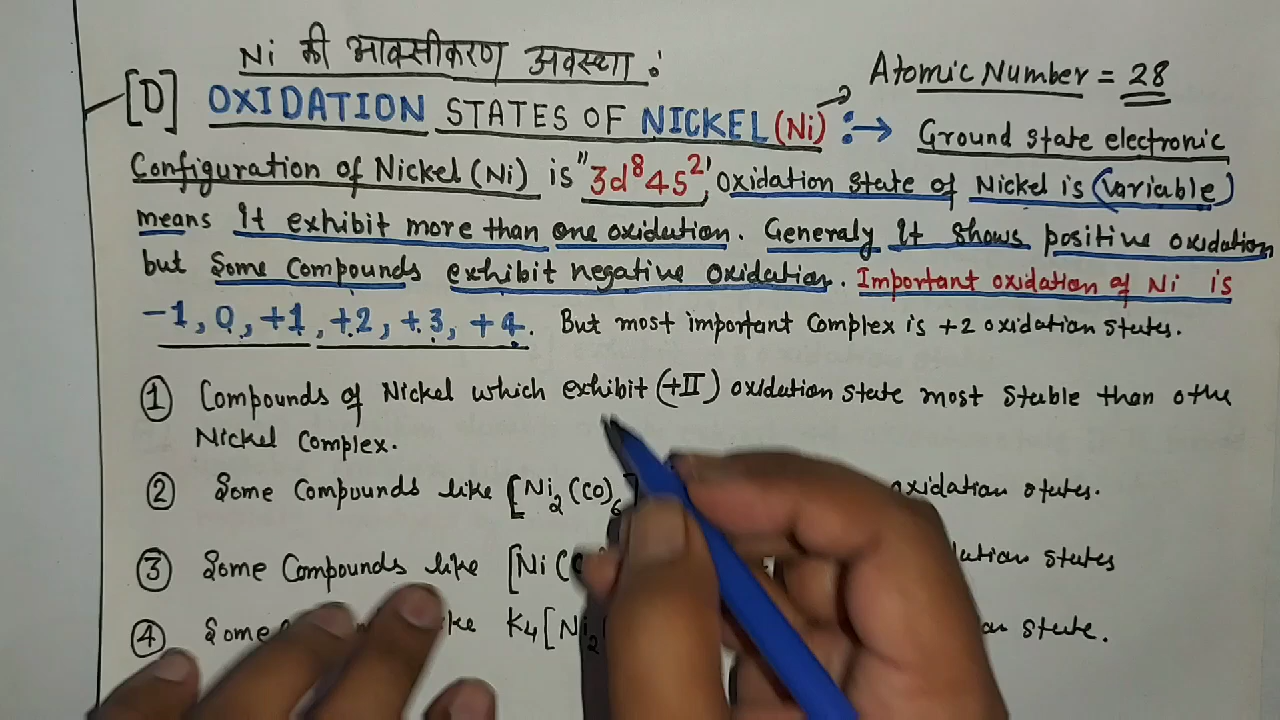 Ni की आक्सीकरण अवस्था :
Atomic Number = 28
[D] OXIDATION STATES OF NICKEL (Ni) : → Ground state electronic
Configuration of Nickel (Ni) is "3d⁸4s²", Oxidation state of Nickel is (variable)
means It exhibit more than one oxidation. Generaly It shows positive oxidation
but some Compounds exhibit negative oxidation. Important oxidation of Ni is
-1, 0, +1, +2, +3, +4. But most important Complex is +2 oxidation states.
① Compounds of Nickel which exhibit (+II) oxidation state most stable than othe
Nickel Complex.
② Some Compounds like [Ni₂(CO)₆] oxidation states.
③ Some Compounds like [Ni(C states
④ Some K₄[Ni₂ state.